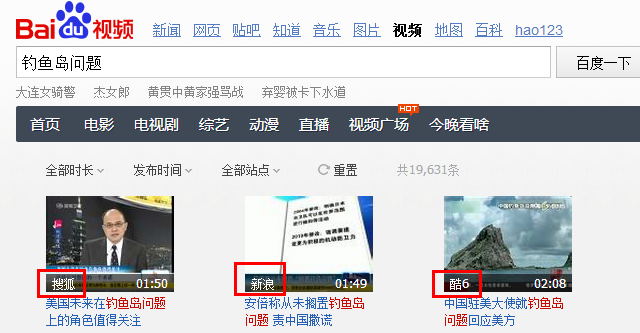 Bai du 视频
新闻 网页 贴吧 知道 音乐 图片 视频 地图 百科 hao123
钓鱼岛问题 百度一下
大连女骑警 杰女郎 黄贯中黄家强骂战 弃婴被卡下水道
HOT
首页 电影 电视剧 综艺 动漫 直播 视频广场 今晚看啥
全部时长 发布时间 全部站点 重置 共19,631条
中国钓鱼岛
搜狐 01:50 新浪 01:49 酷6 02:08
美国未来在钓鱼岛问题 安倍称从未搁置钓鱼岛 中国驻美大使就钓鱼
上的角色值得关注 问题 责中国撒谎 岛问题回应美方